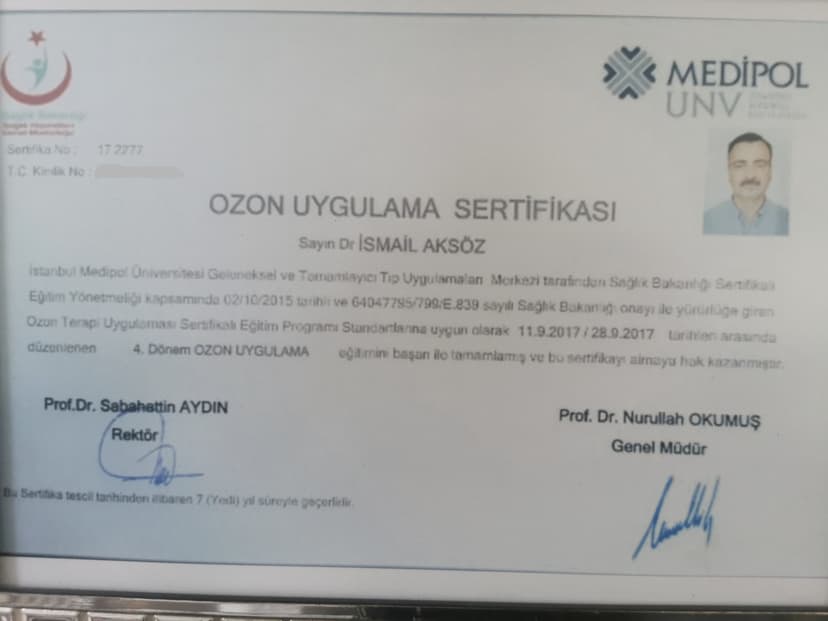 MEDİPOL
UNV
Sertifika No : 17.2277
T.C. Kimlik No :
OZON UYGULAMA SERTİFİKASI
Sayın Dr İSMAİL AKSÖZ
İstanbul Medipol Üniversitesi Geleneksel ve Tamamlayıcı Tıp Uygulamaları Merkezi tarafından Sağlık Bakanlığı Sertifikalı
Eğitim Yönetmeliği kapsamında 02/10/2015 tarihli ve 64047795/799/E.839 sayılı Sağlık Bakanlığı onayı ile yürürlüğe giren
Ozon Terapi Uygulaması Sertifikalı Eğitim Programı Standartlarına uygun olarak 11.9.2017 / 28.9.2017 tarihleri arasında
düzenlenen 4. Dönem OZON UYGULAMA eğitimini başarı ile tamamlamış ve bu sertifikayı almaya hak kazanmıştır.
Prof.Dr. Sabahattin AYDIN
Rektör
Prof. Dr. Nurullah OKUMUŞ
Genel Müdür
Bu Sertifika tescil tarihinden itibaren 7 (Yedi) yıl süreyle geçerlidir.